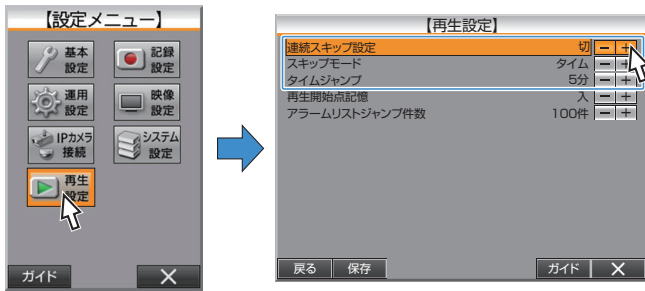 【設定メニュー】
基本
設定
記録
設定
運用
設定
映像
設定
IPカメラ
接続
システム
設定
再生
設定
ガイド ×
【再生設定】
連続スキップ設定 切 － ＋
スキップモード タイム － ＋
タイムジャンプ 5分 － ＋
再生開始点記憶 入 － ＋
アラームリストジャンプ件数 100件 － ＋
戻る 保存 ガイド ×